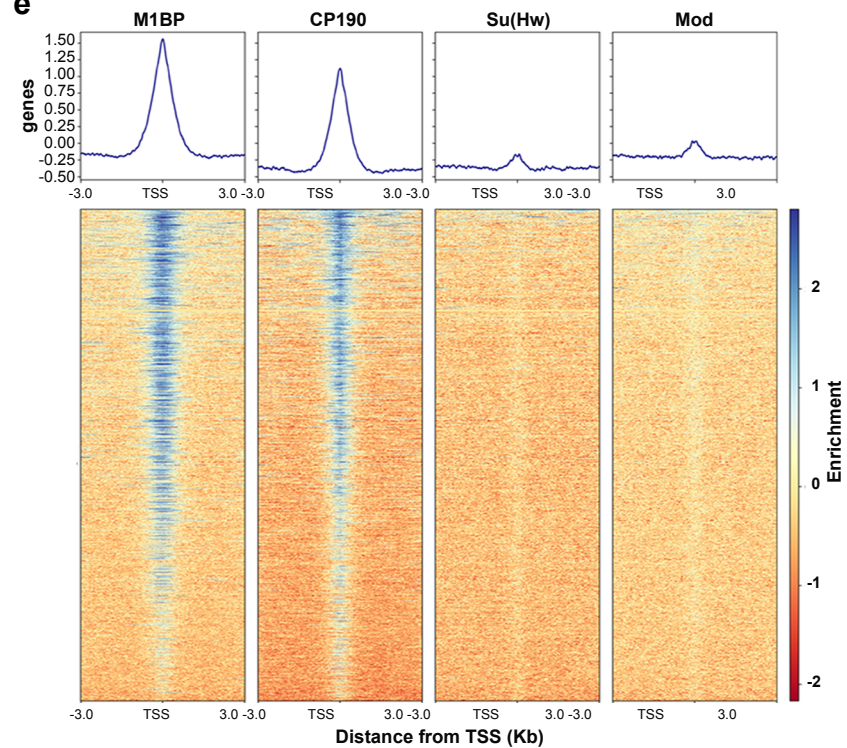 e
M1BP CP190 Su(Hw) Mod
genes
1.50
1.25
1.00
0.75
0.50
0.25
0.00
-0.25
-0.50
-3.0 TSS 3.0 -3.0 TSS 3.0 -3.0 TSS 3.0 -3.0 TSS 3.0
2
1
0
-1
-2
Enrichment
-3.0 TSS 3.0 -3.0 TSS 3.0 -3.0 TSS 3.0 -3.0 TSS 3.0
Distance from TSS (Kb)